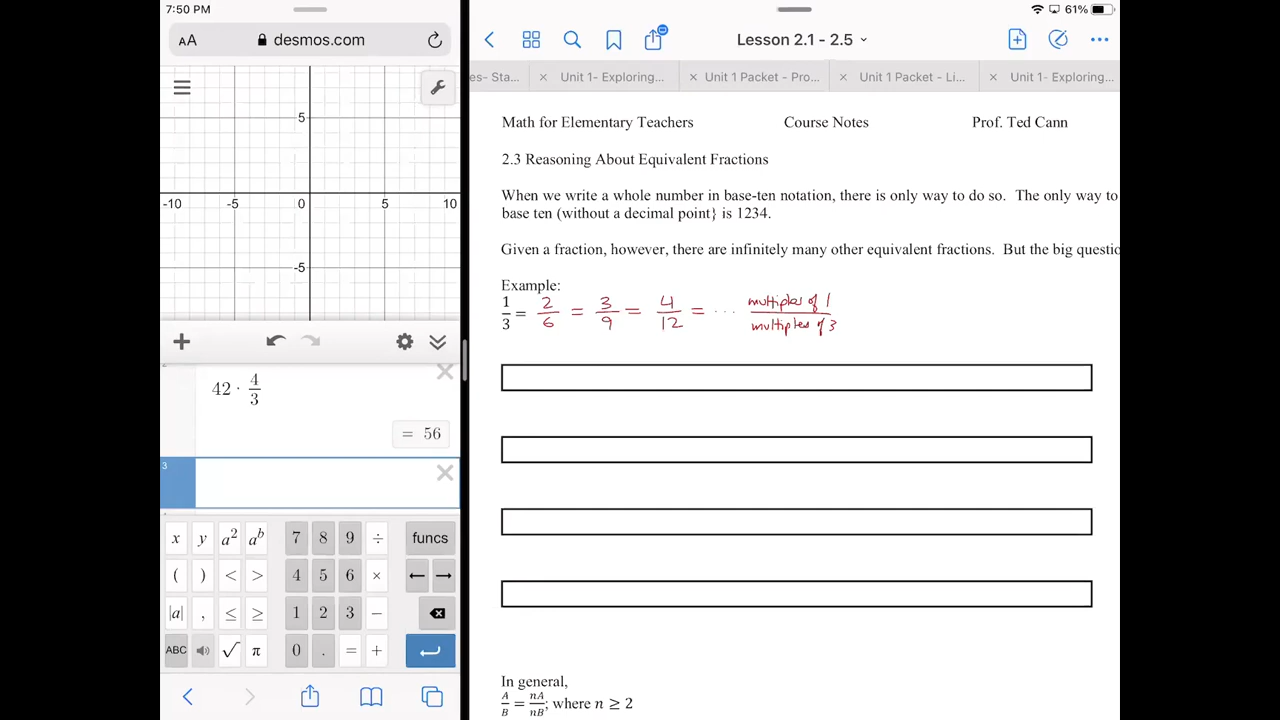 7:50 PM
61%
AA desmos.com
Lesson 2.1 - 2.5
es- Sta...
Unit 1- Exploring...
Unit 1 Packet - Pro...
Unit 1 Packet - Li...
Unit 1- Exploring...
5
-10 -5 0 5 10
-5
42 · 4/3
= 56
3
x y a² aᵇ 7 8 9 ÷ funcs
( ) < > 4 5 6 × ← →
|a| , ≤ ≥ 1 2 3 −
ABC √ π 0 . = +
Math for Elementary Teachers Course Notes Prof. Ted Cann
2.3 Reasoning About Equivalent Fractions
When we write a whole number in base-ten notation, there is only way to do so. The only way to
base ten (without a decimal point} is 1234.
Given a fraction, however, there are infinitely many other equivalent fractions. But the big questio
Example:
1/3 = 2/6 = 3/9 = 4/12 = ... multiples of 1/multiples of 3
In general,
A/B = nA/nB; where n ≥ 2